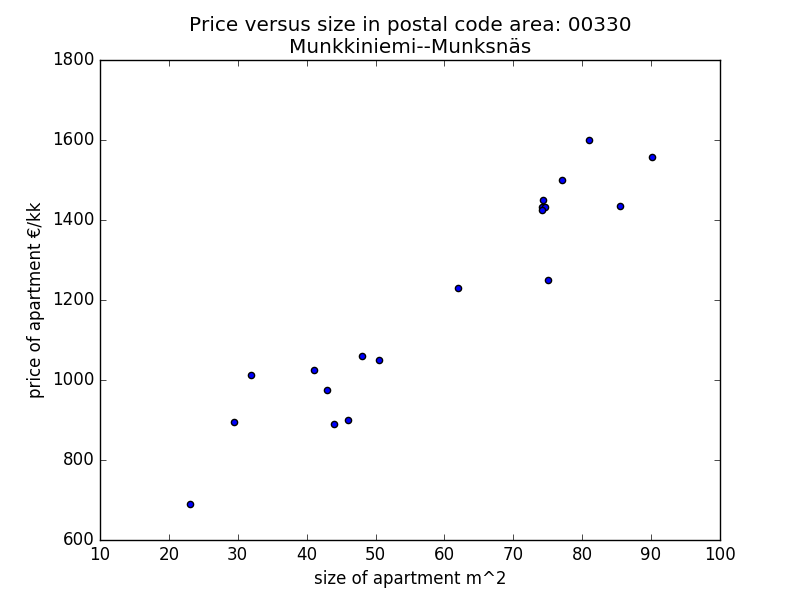 Price versus size in postal code area: 00330
Munkkiniemi--Munksnäs
1800
1600
1400
1200
1000
800
600
price of apartment €/kk
10 20 30 40 50 60 70 80 90 100
size of apartment m^2